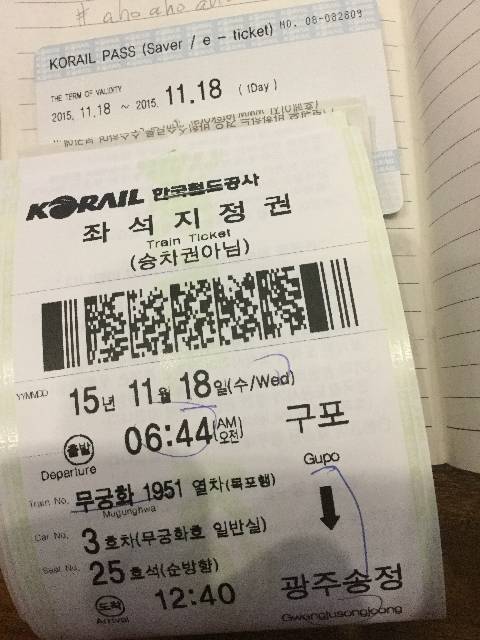 KORAIL PASS (Saver / e - ticket) NO. 08-082809
THE TERM OF VALIDITY
2015. 11.18 ~ 2015. 11.18 (1Day)
KORAIL 한국철도공사
좌석지정권
Train Ticket
(승차권아님)
YYMMDD 15년 11월 18일(수/Wed)
출발 06:44(AM 오전) 구포
Departure Gupo
Train No. 무궁화 1951 열차(목포행)
Mugunghwa
Car No. 3 호차(무궁화호 일반실)
Seat No. 25 호석(순방향)
도착 12:40 광주송정
Arrival Gwangjusongjeong